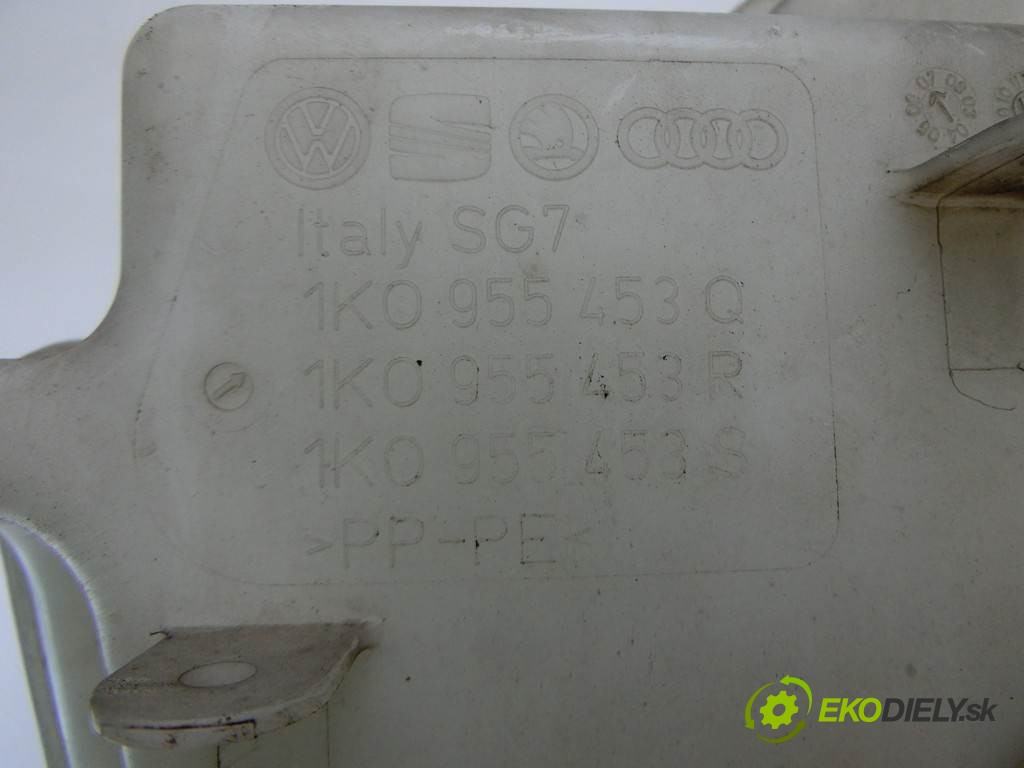 Italy SG7
1K0 955 453 Q
1K0 955 453 R
1K0 955 453 S
>PP-PE<
EKODIELY.sk